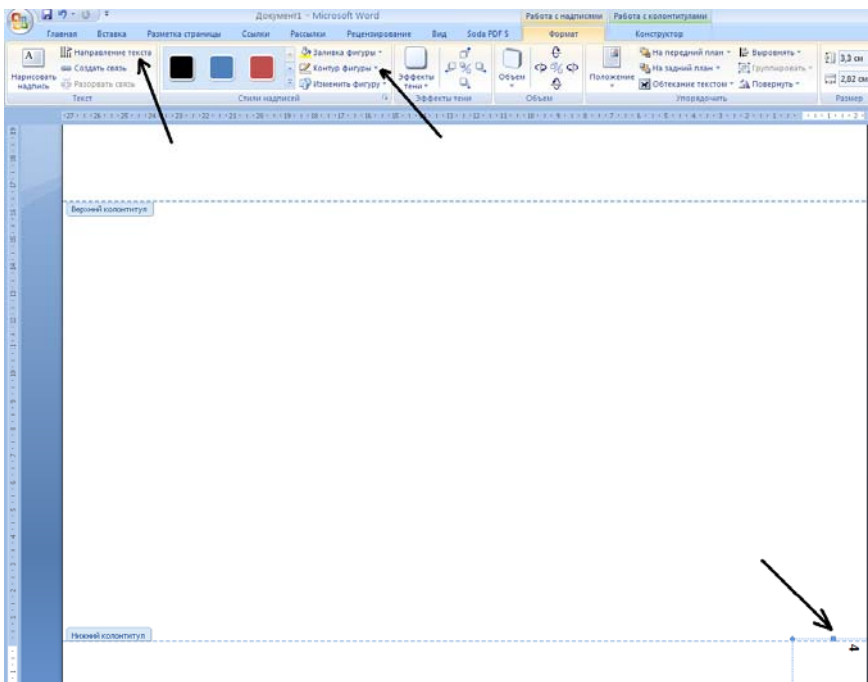 Документ1 - Microsoft Word
Работа с надписями
Работа с колонтитулами
Главная Вставка Разметка страницы Ссылки Рассылки Рецензирование Вид Soda PDF 5 Формат Конструктор
Нарисовать надпись
Направление текста
Создать связь
Разорвать связь
Текст
Заливка фигуры
Контур фигуры
Изменить фигуру
Стили надписей
Эффекты тени
Эффекты тени
Объем
Объем
Положение
На передний план
На задний план
Обтекание текстом
Выровнять
Группировать
Повернуть
Упорядочить
3,3 см
2,82 см
Размер
Верхний колонтитул
Нижний колонтитул
4